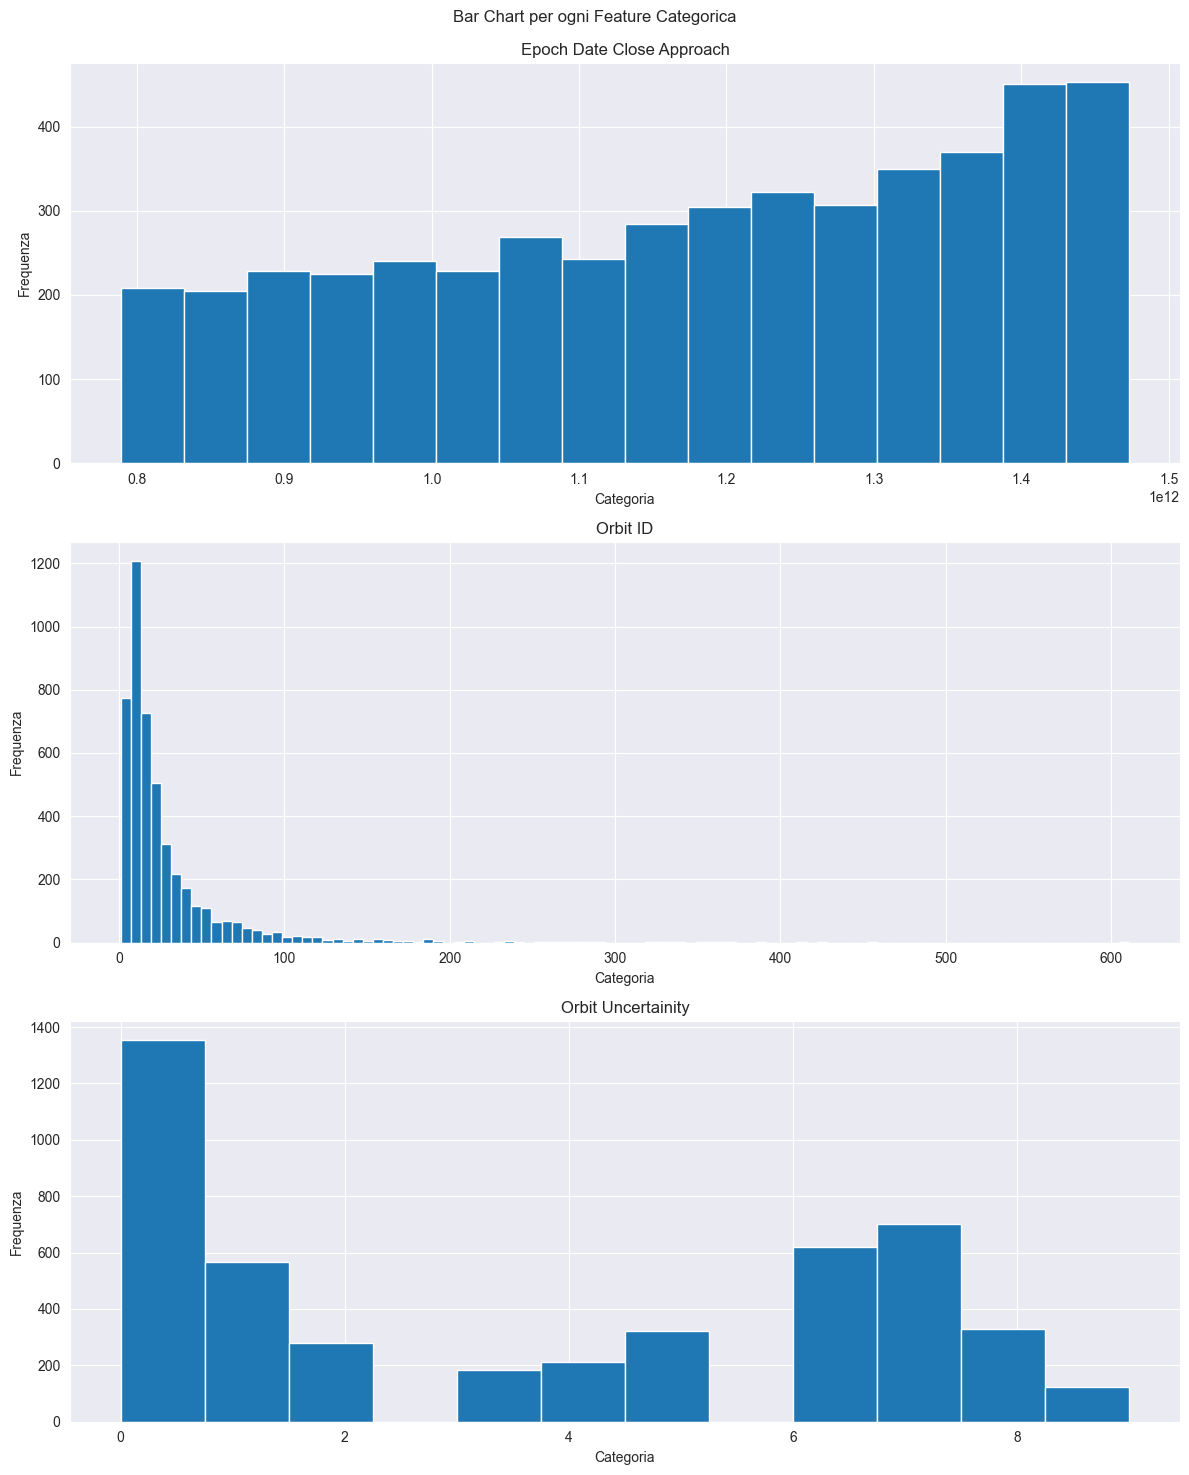 Bar Chart per ogni Feature Categorica
Epoch Date Close Approach
Frequenza
400
300
200
100
0
0.8 0.9 1.0 1.1 1.2 1.3 1.4 1.5
1e12
Categoria
Orbit ID
Frequenza
1200
1000
800
600
400
200
0
0 100 200 300 400 500 600
Categoria
Orbit Uncertainity
Frequenza
1400
1200
1000
800
600
400
200
0
0 2 4 6 8
Categoria